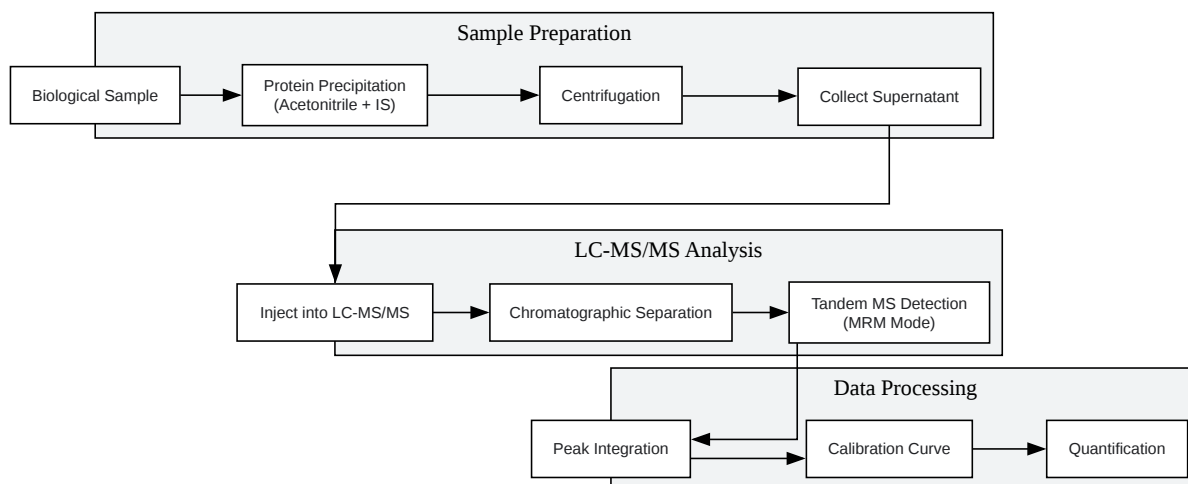 Sample Preparation
Biological Sample
Protein Precipitation
(Acetonitrile + IS)
Centrifugation
Collect Supernatant
LC-MS/MS Analysis
Inject into LC-MS/MS
Chromatographic Separation
Tandem MS Detection
(MRM Mode)
Data Processing
Peak Integration
Calibration Curve
Quantification